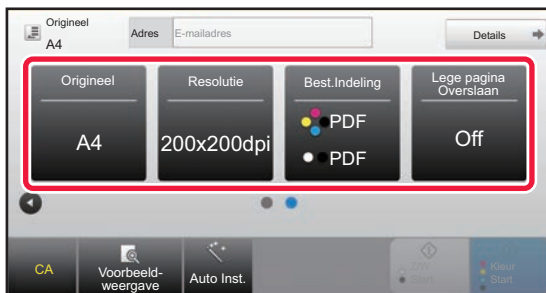 Origineel
A4
Adres
E-mailadres
Details
Origineel
A4
Resolutie
200x200dpi
Best.Indeling
PDF
PDF
Lege pagina
Overslaan
Off
CA
Voorbeeld-
weergave
Auto Inst.
Z/W
Start
Kleur
Start